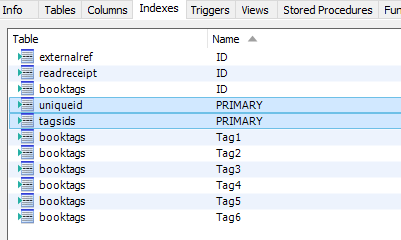 Info Tables Columns Indexes Triggers Views Stored Procedures Fun
Table Name
externalref ID
readreceipt ID
booktags ID
uniqueid PRIMARY
tagsids PRIMARY
booktags Tag1
booktags Tag2
booktags Tag3
booktags Tag4
booktags Tag5
booktags Tag6